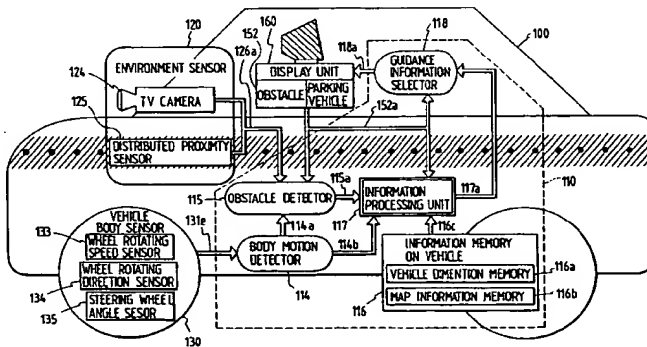 120
126a
152
160
118
100
118a
124
ENVIRONMENT SENSOR
TV CAMERA
125
DISTRIBUTED PROXIMITY
SENSOR
DISPLAY UNIT
OBSTACLE
PARKING
VEHICLE
GUIDANCE
INFORMATION
SELECTOR
152a
115
OBSTACLE DETECTOR
115a
INFORMATION
PROCESSING UNIT
117
117a
110
114a
116c
VEHICLE
BODY SENSOR
133
WHEEL ROTATING
SPEED SENSOR
WHEEL ROTATING
DIRECTION SENSOR
134
STEERING WHEEL
ANGLE SESOR
135
130
131e
BODY MOTION
DETECTOR
114
114b
INFORMATION MEMORY
ON VEHICLE
VEHICLE DIMENTION MEMORY
116a
MAP INFORMATION MEMORY
116b
116